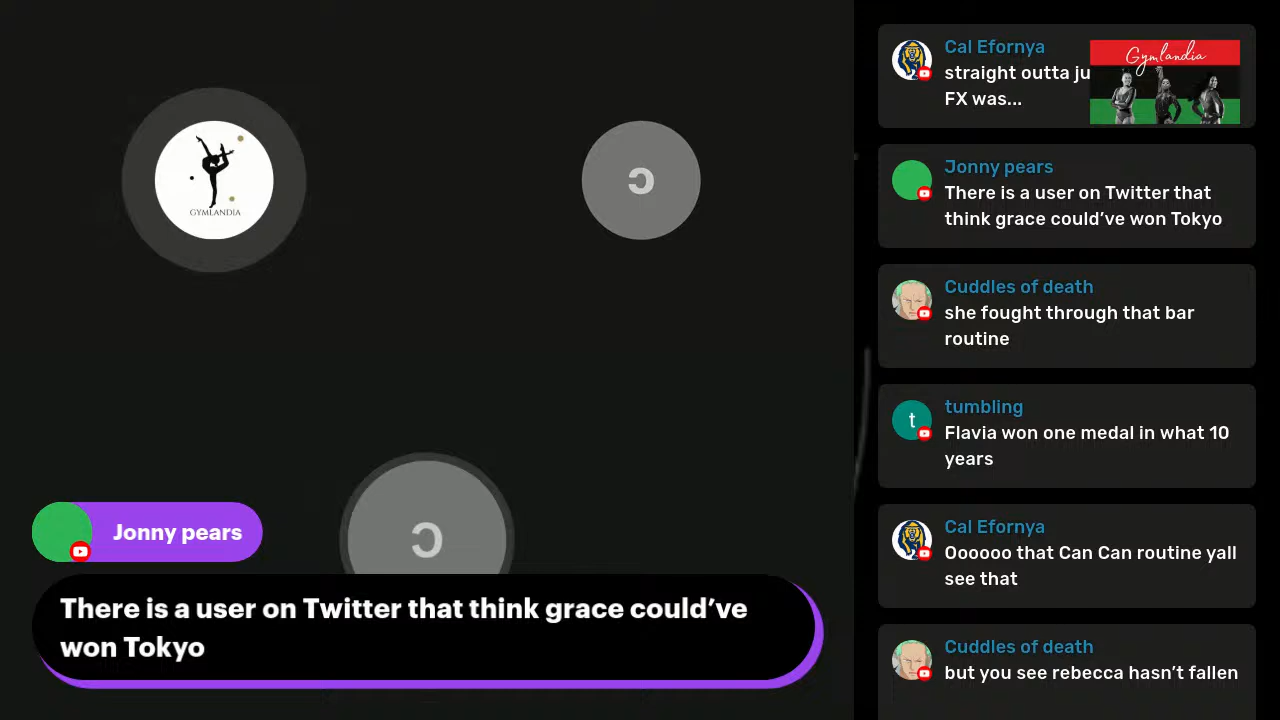 GYMLANDIA
ɔ
ɔ
Jonny pears
There is a user on Twitter that think grace could’ve
won Tokyo
Cal Efornya
straight outta ju
FX was...
Gymlandia
Jonny pears
There is a user on Twitter that
think grace could’ve won Tokyo
Cuddles of death
she fought through that bar
routine
tumbling
t
Flavia won one medal in what 10
years
Cal Efornya
Oooooo that Can Can routine yall
see that
Cuddles of death
but you see rebecca hasn’t fallen